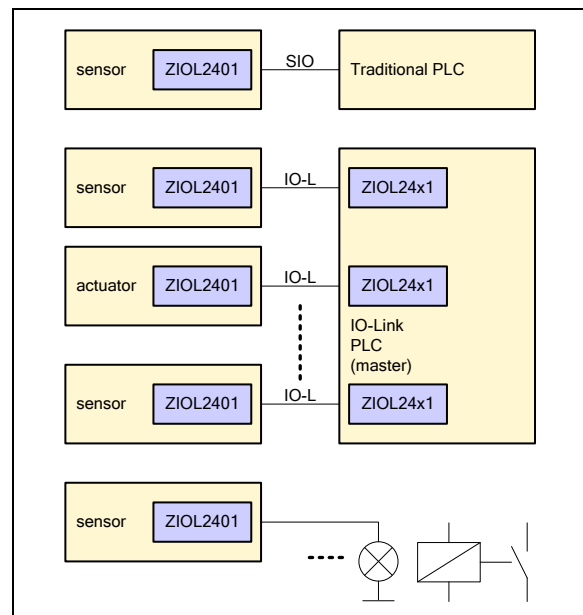 sensor ZIOL2401 SIO Traditional PLC
sensor ZIOL2401 IO-L ZIOL24x1
actuator ZIOL2401 IO-L ZIOL24x1
IO-Link
PLC
(master)
sensor ZIOL2401 IO-L ZIOL24x1
sensor ZIOL2401